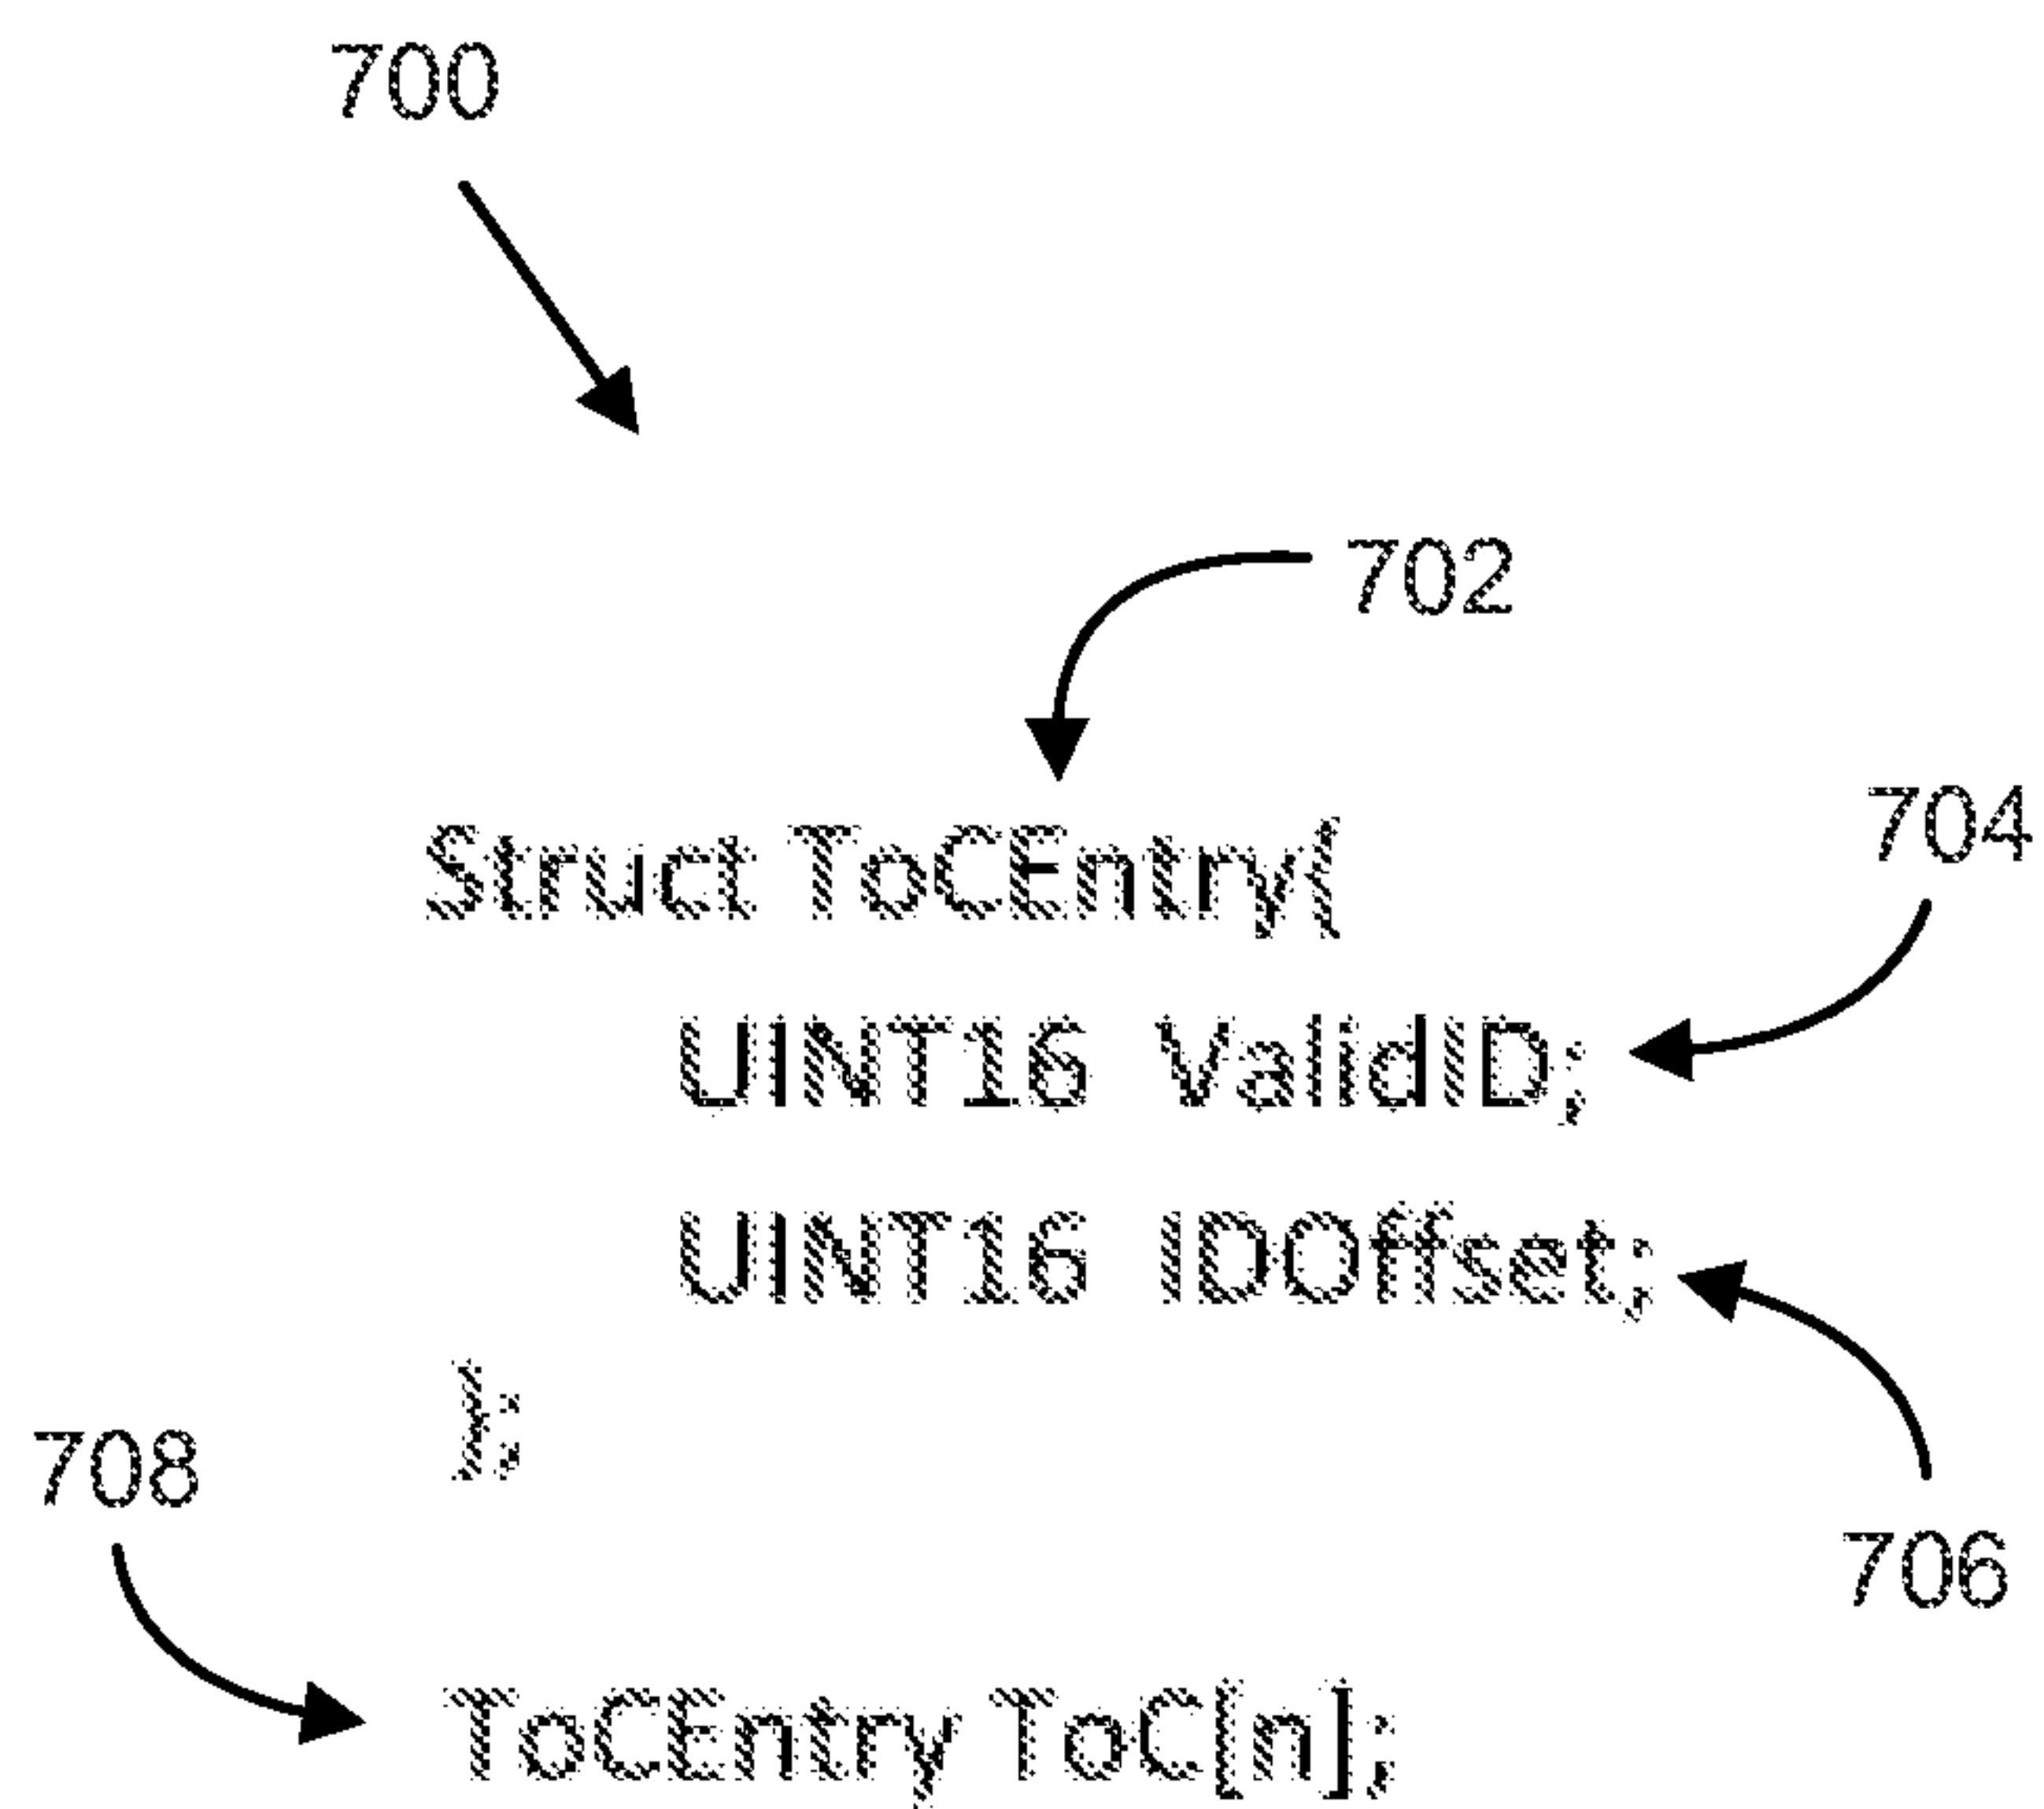 700
702
704
Struct ToCEntry{
UINT16 ValidID;
UINT16 IDOffset;
};
708
706
ToCEntry ToC[n];